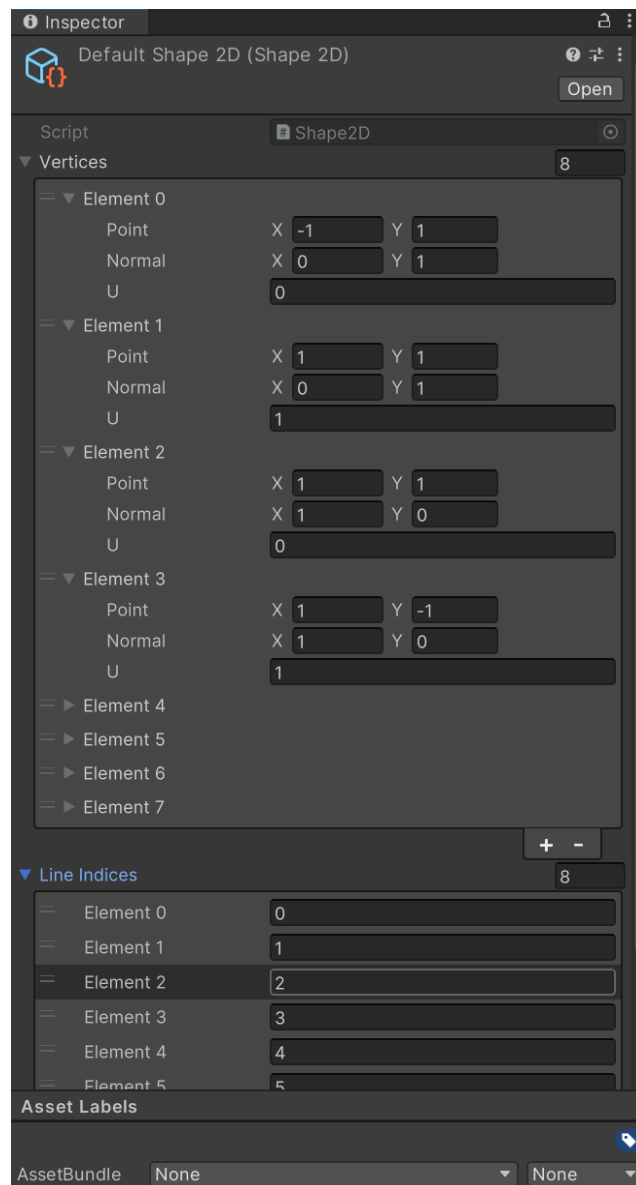 Inspector
Default Shape 2D (Shape 2D)
Open
Script Shape2D
Vertices 8
Element 0
Point X -1 Y 1
Normal X 0 Y 1
U 0
Element 1
Point X 1 Y 1
Normal X 0 Y 1
U 1
Element 2
Point X 1 Y 1
Normal X 1 Y 0
U 0
Element 3
Point X 1 Y -1
Normal X 1 Y 0
U 1
Element 4
Element 5
Element 6
Element 7
+ -
Line Indices 8
Element 0 0
Element 1 1
Element 2 2
Element 3 3
Element 4 4
Element 5 5
Asset Labels
AssetBundle None None